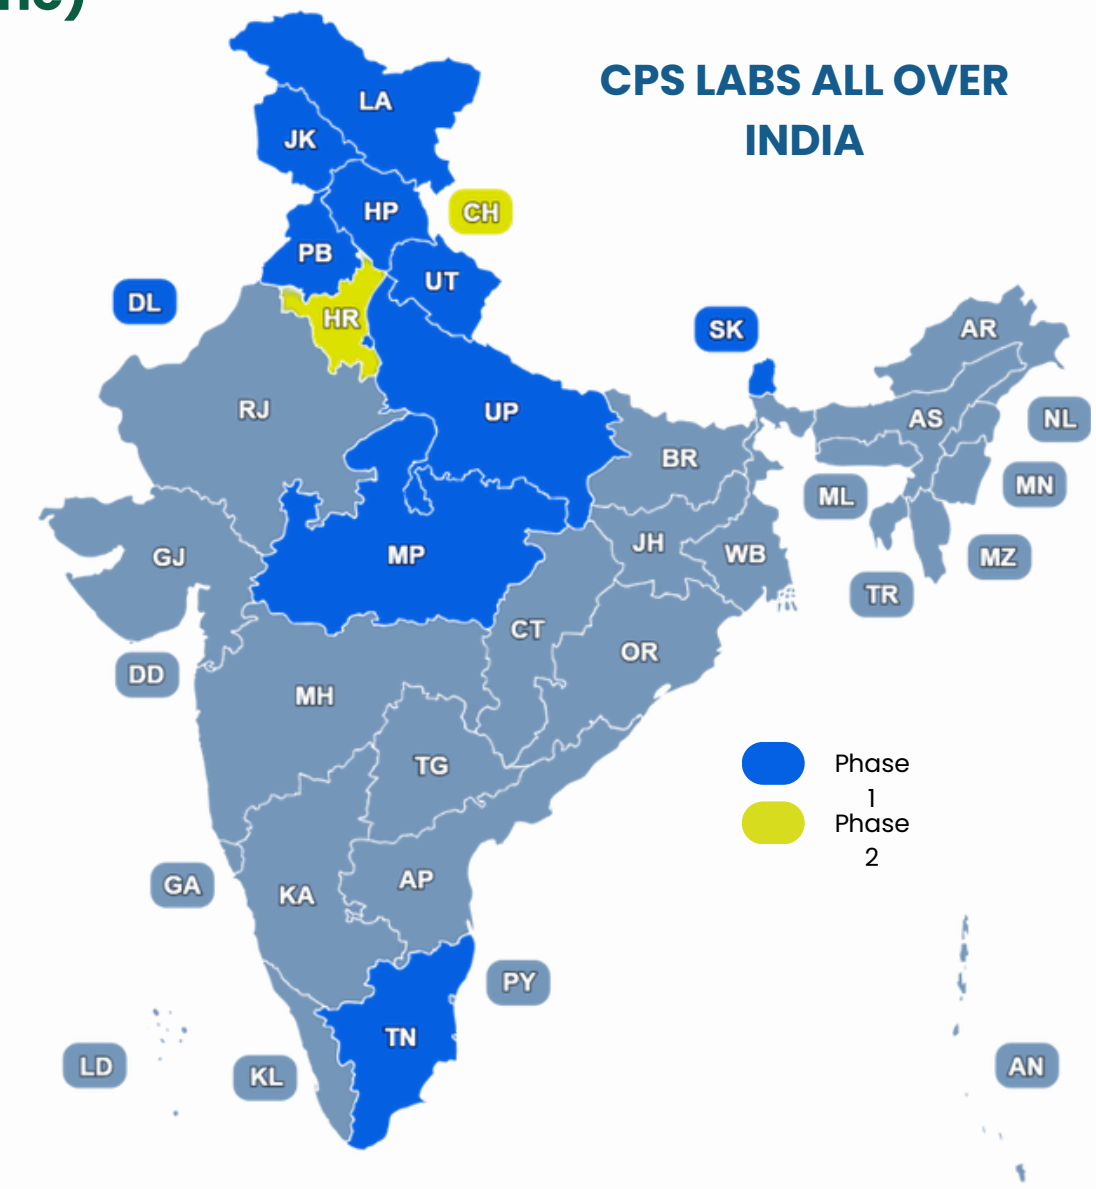 CPS LABS ALL OVER
INDIA
LA
JK
HP
CH
PB
UT
DL
HR
SK
AR
RJ
UP
AS
NL
BR
ML
MN
GJ
MP
JH
WB
MZ
TR
CT
OR
DD
MH
TG
Phase
1
Phase
2
GA
KA
AP
PY
TN
LD
KL
AN